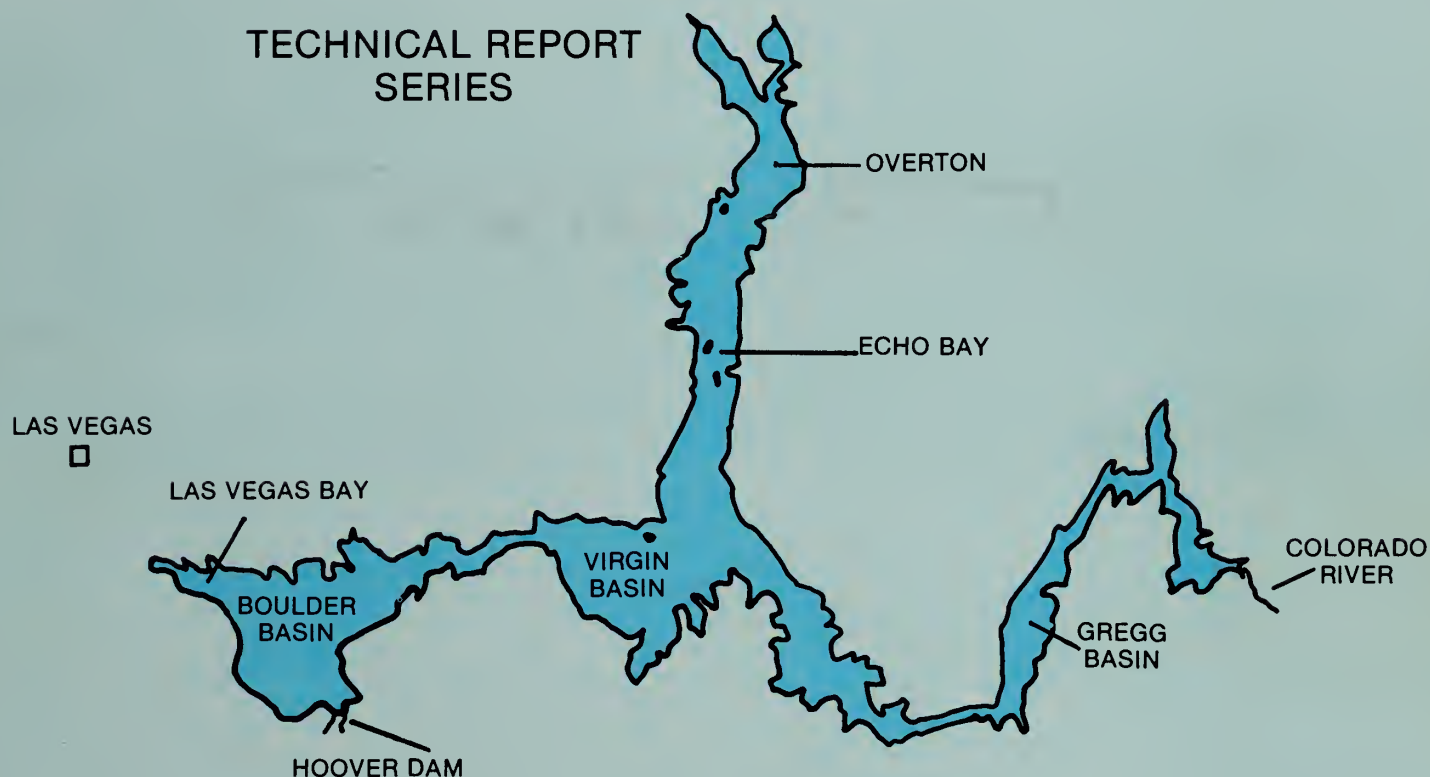 TECHNICAL REPORT
SERIES
OVERTON
ECHO BAY
LAS VEGAS
LAS VEGAS BAY
VIRGIN
BASIN
BOULDER
BASIN
COLORADO
RIVER
GREGG
BASIN
HOOVER DAM